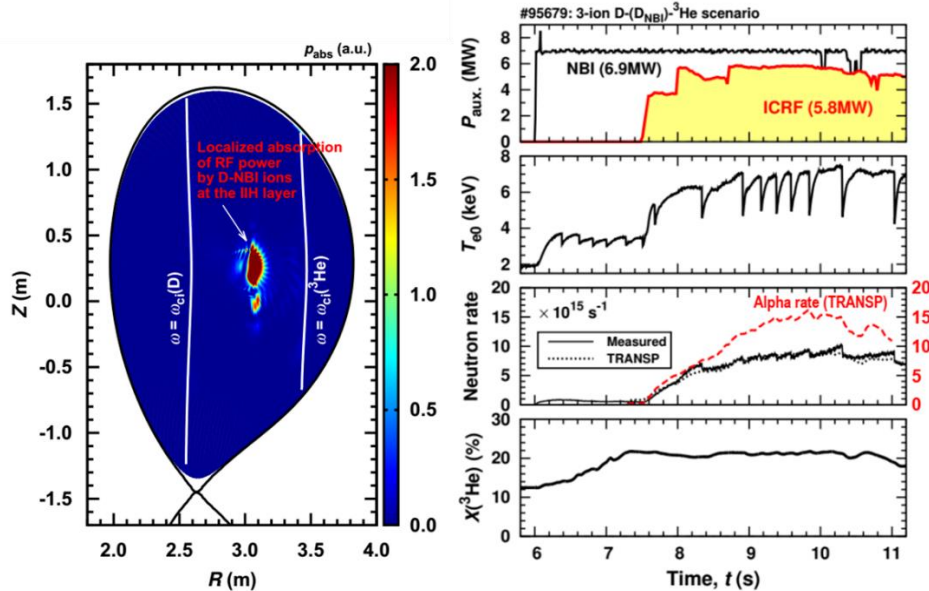 p_abs (a.u.)
2.0
1.5
1.0
0.5
0.0
1.5
1.0
0.5
0.0
-0.5
-1.0
-1.5
Z (m)
Localized absorption
of RF power
by D-NBI ions
at the IIH layer
ω = ω_ci(D)
ω = ω_ci(³He)
2.0 2.5 3.0 3.5 4.0
R (m)
#95679: 3-ion D-(D_NBI)-³He scenario
P_aux. (MW)
8
6
4
2
0
NBI (6.9MW)
ICRF (5.8MW)
T_e0 (keV)
8
6
4
2
Neutron rate
20
15
10
5
0
× 10¹⁵ s⁻¹
Measured
TRANSP
Alpha rate (TRANSP)
20
15
10
5
0
X(³He) (%)
30
20
10
0
6 7 8 9 10 11
Time, t (s)